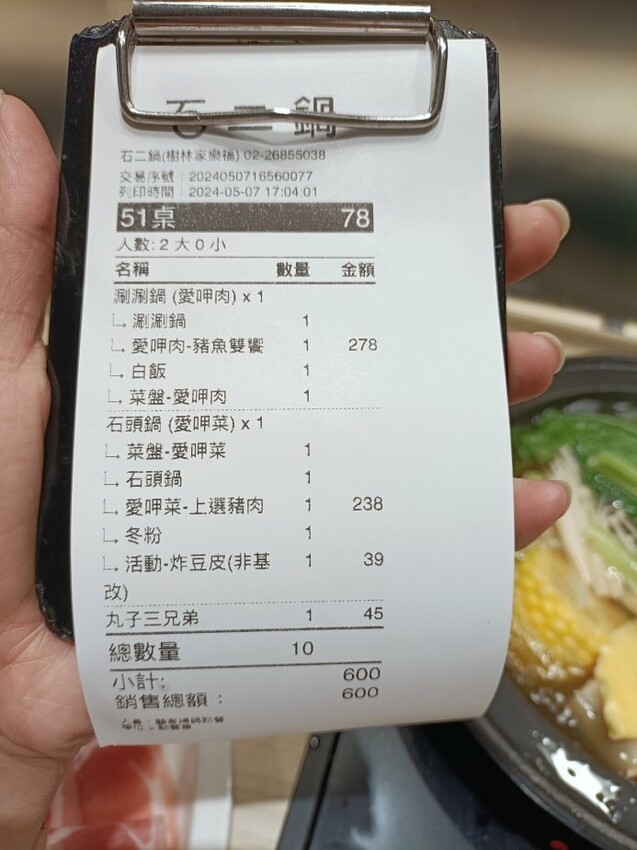 石二鍋
石二鍋(樹林家樂福) 02-26855038
交易序號：2024050716560077
列印時間：2024-05-07 17:04:01
51桌 78
人數: 2 大 0 小
名稱 數量 金額
涮涮鍋 (愛呷肉) x 1
涮涮鍋 1
愛呷肉-豬魚雙饗 1 278
白飯 1
菜盤-愛呷肉 1
石頭鍋 (愛呷菜) x 1
菜盤-愛呷菜 1
石頭鍋 1
愛呷菜-上選豬肉 1 238
冬粉 1
活動-炸豆皮(非基 1 39
改)
丸子三兄弟 1 45
總數量 10
小計: 600
銷售總額： 600